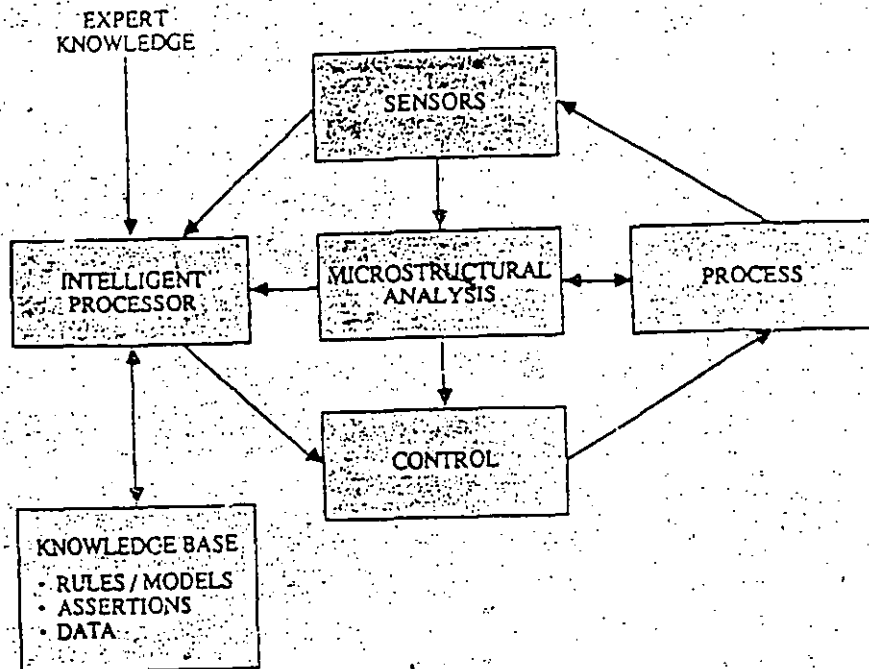 EXPERT
KNOWLEDGE
SENSORS
INTELLIGENT
PROCESSOR
MICROSTRUCTURAL
ANALYSIS
PROCESS
CONTROL
KNOWLEDGE BASE
• RULES / MODELS
• ASSERTIONS
• DATA